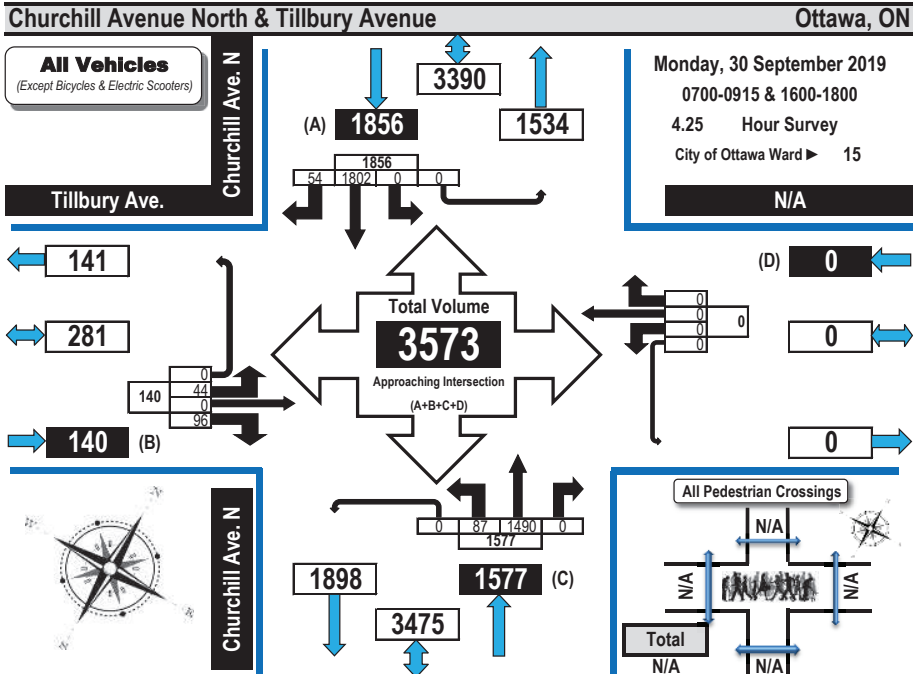 Churchill Avenue North & Tillbury Avenue Ottawa, ON
All Vehicles
(Except Bicycles & Electric Scooters)
Churchill Ave. N
Tillbury Ave.
3390
(A) 1856 1534
1856
54 1802 0 0
Monday, 30 September 2019
0700-0915 & 1600-1800
4.25 Hour Survey
City of Ottawa Ward ► 15
N/A
141
281
0
44
140
0
96
140 (B)
Total Volume
3573
Approaching Intersection
(A+B+C+D)
(D) 0
0
0
0
0
0
0
0
Churchill Ave. N
0 87 1490 0
1577
1898 1577 (C)
3475
All Pedestrian Crossings
N/A
N/A
N/A
Total
N/A
N/A